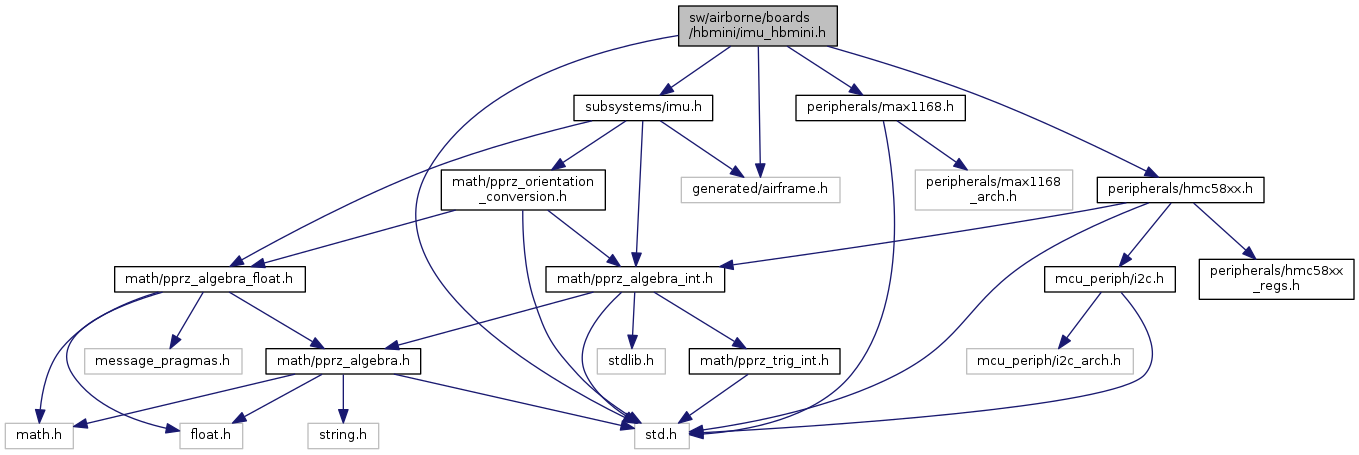 sw/airborne/boards
/hbmini/imu_hbmini.h
subsystems/imu.h
peripherals/max1168.h
math/pprz_orientation
_conversion.h
generated/airframe.h
peripherals/max1168
_arch.h
peripherals/hmc58xx.h
math/pprz_algebra_float.h
math/pprz_algebra_int.h
mcu_periph/i2c.h
peripherals/hmc58xx
_regs.h
message_pragmas.h
math/pprz_algebra.h
stdlib.h
math/pprz_trig_int.h
mcu_periph/i2c_arch.h
math.h
float.h
string.h
std.h